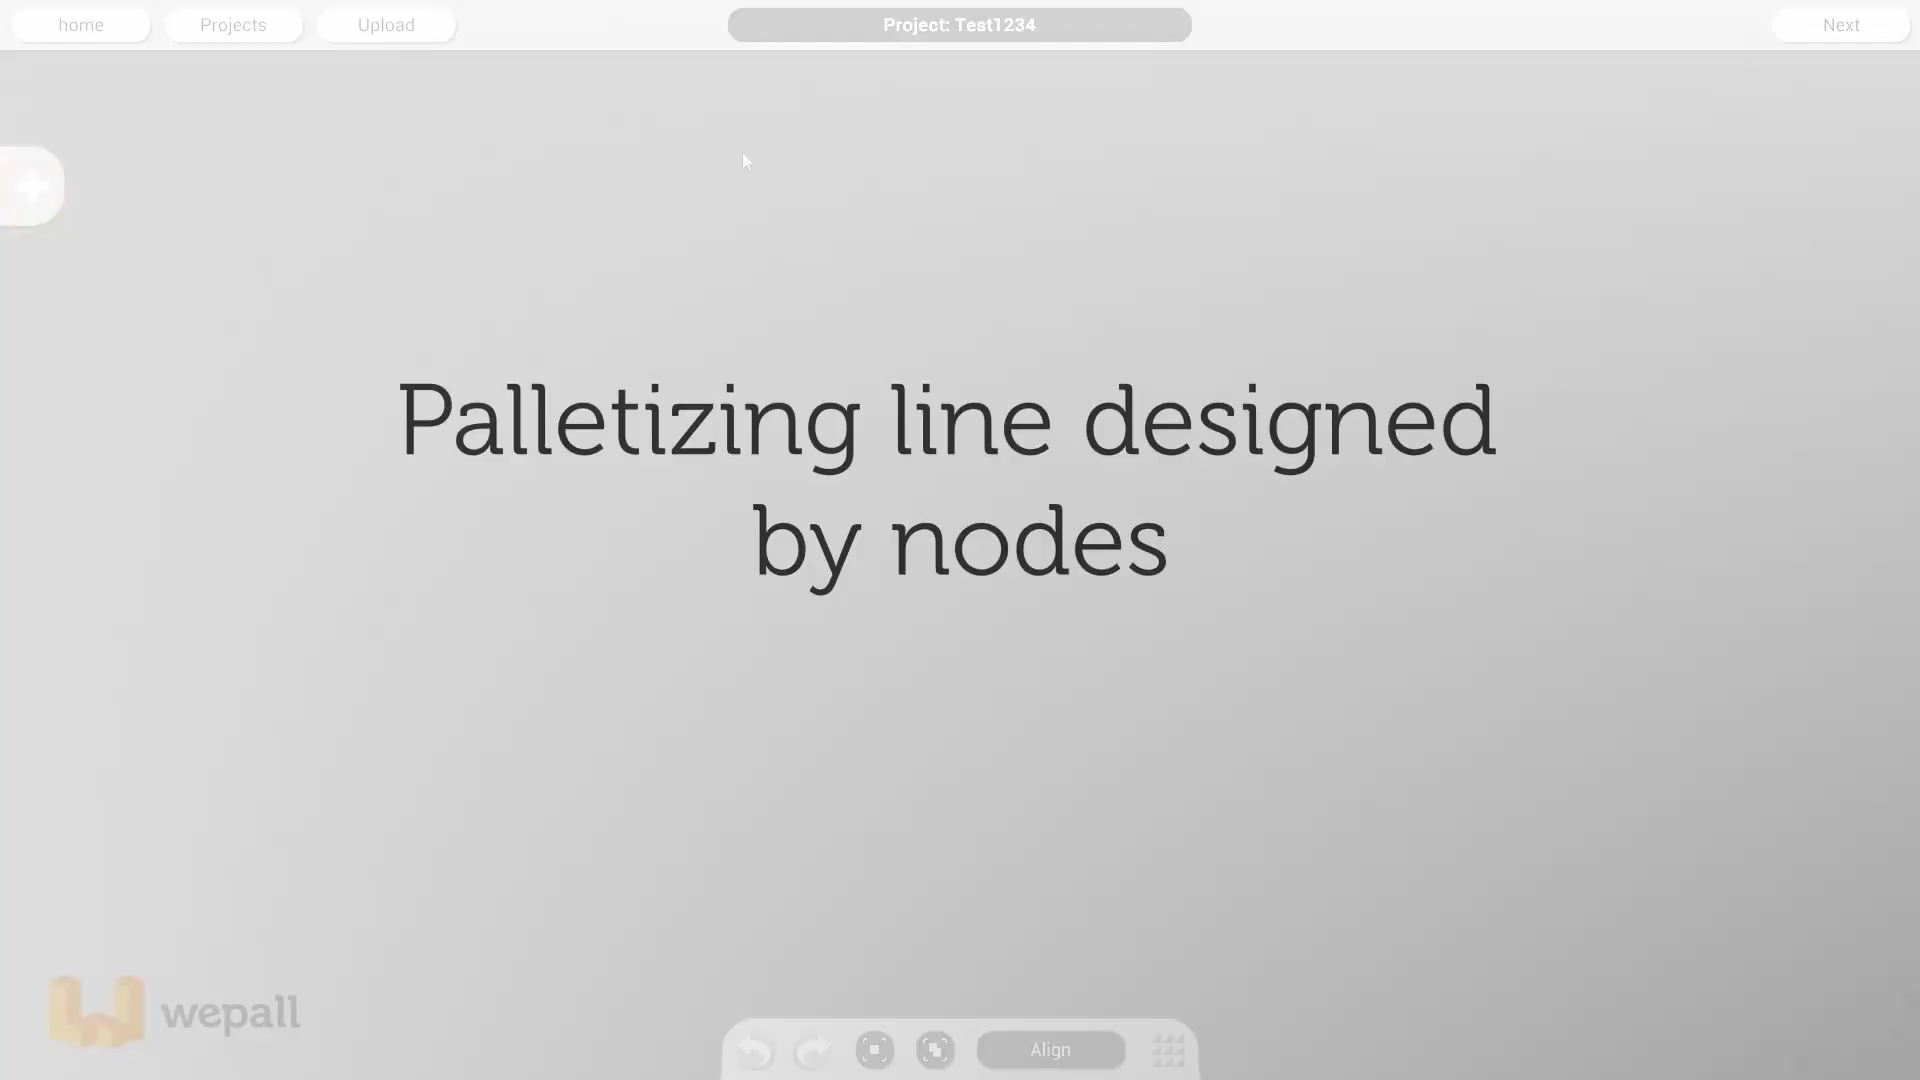 home
Projects
Upload
Project: Test1234
Next
Palletizing line designed
by nodes
wepall
Align